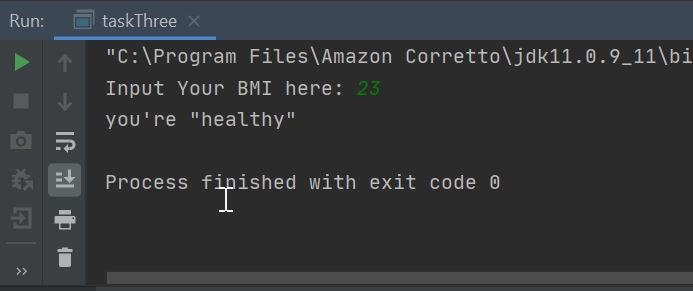 Run: taskThree
"C:\Program Files\Amazon Corretto\jdk11.0.9_11\bi
Input Your BMI here: 23
you're "healthy"
Process finished with exit code 0